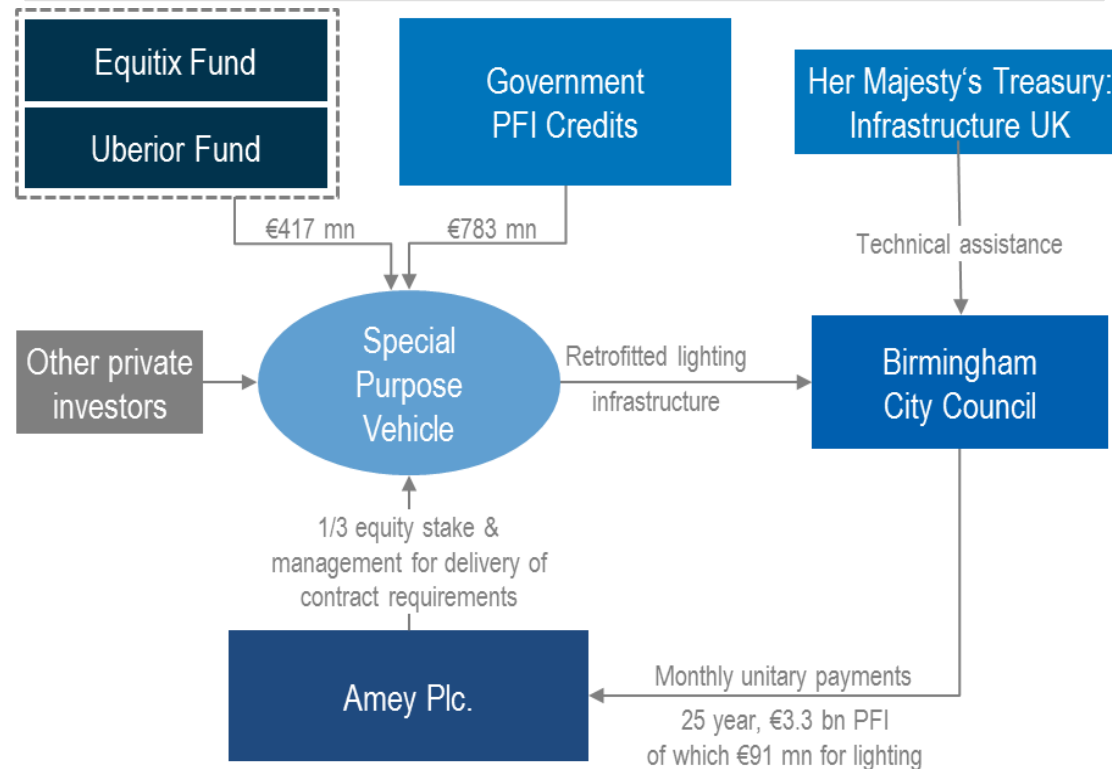 Equitix Fund
Uberior Fund
Government
PFI Credits
Her Majesty‘s Treasury:
Infrastructure UK
€417 mn
€783 mn
Technical assistance
Other private
investors
Special
Purpose
Vehicle
Retrofitted lighting
infrastructure
Birmingham
City Council
1/3 equity stake &
management for delivery of
contract requirements
Amey Plc.
Monthly unitary payments
25 year, €3.3 bn PFI
of which €91 mn for lighting